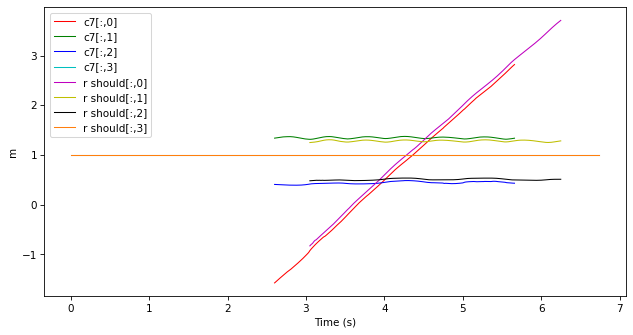 c7[:,0]
c7[:,1]
c7[:,2]
c7[:,3]
r should[:,0]
r should[:,1]
r should[:,2]
r should[:,3]
3
2
1
0
−1
m
0 1 2 3 4 5 6 7
Time (s)